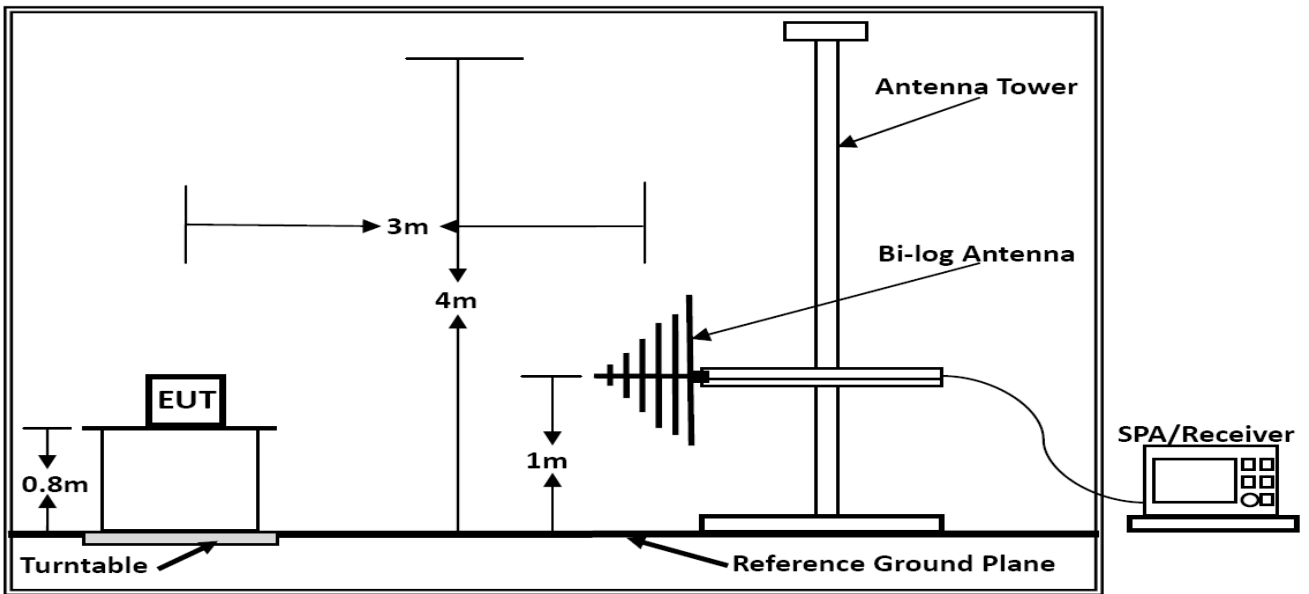 Antenna Tower
3m
Bi-log Antenna
4m
EUT
SPA/Receiver
1m
0.8m
Turntable
Reference Ground Plane